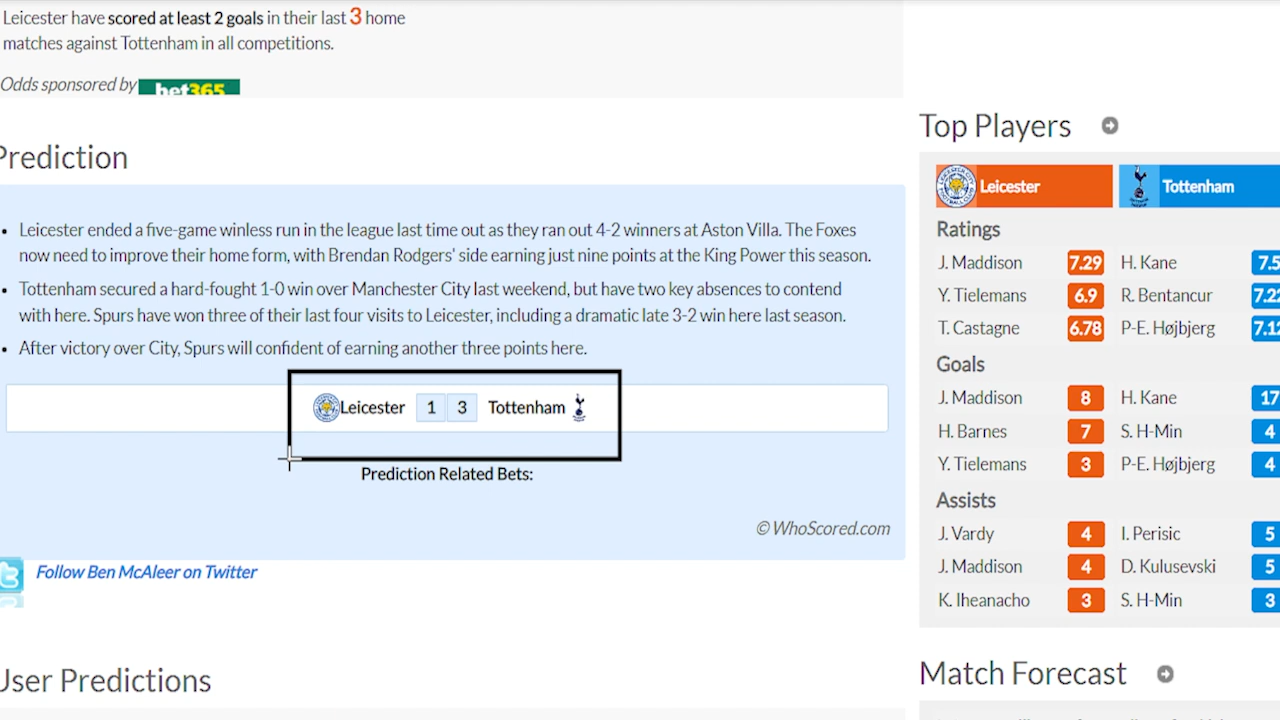 Leicester have scored at least 2 goals in their last 3 home
matches against Tottenham in all competitions.
Odds sponsored by bet365
Prediction
Leicester ended a five-game winless run in the league last time out as they ran out 4-2 winners at Aston Villa. The Foxes
now need to improve their home form, with Brendan Rodgers' side earning just nine points at the King Power this season.
Tottenham secured a hard-fought 1-0 win over Manchester City last weekend, but have two key absences to contend
with here. Spurs have won three of their last four visits to Leicester, including a dramatic late 3-2 win here last season.
After victory over City, Spurs will confident of earning another three points here.
Leicester 1 3 Tottenham
Prediction Related Bets:
© WhoScored.com
Follow Ben McAleer on Twitter
User Predictions
Top Players
Leicester Tottenham
Ratings
J. Maddison 7.29 H. Kane 7.5
Y. Tielemans 6.9 R. Bentancur 7.22
T. Castagne 6.78 P-E. Højbjerg 7.12
Goals
J. Maddison 8 H. Kane 17
H. Barnes 7 S. H-Min 4
Y. Tielemans 3 P-E. Højbjerg 4
Assists
J. Vardy 4 I. Perisic 5
J. Maddison 4 D. Kulusevski 5
K. Iheanacho 3 S. H-Min 3
Match Forecast